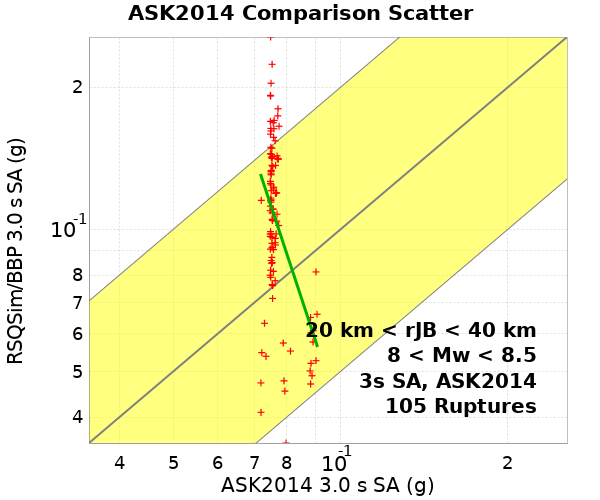 ASK2014 Comparison Scatter
RSQSim/BBP 3.0 s SA (g)
2
10-1
8
7
6
5
4
20 km < rJB < 40 km
8 < Mw < 8.5
3s SA, ASK2014
105 Ruptures
4 5 6 7 8 10-1 2
ASK2014 3.0 s SA (g)